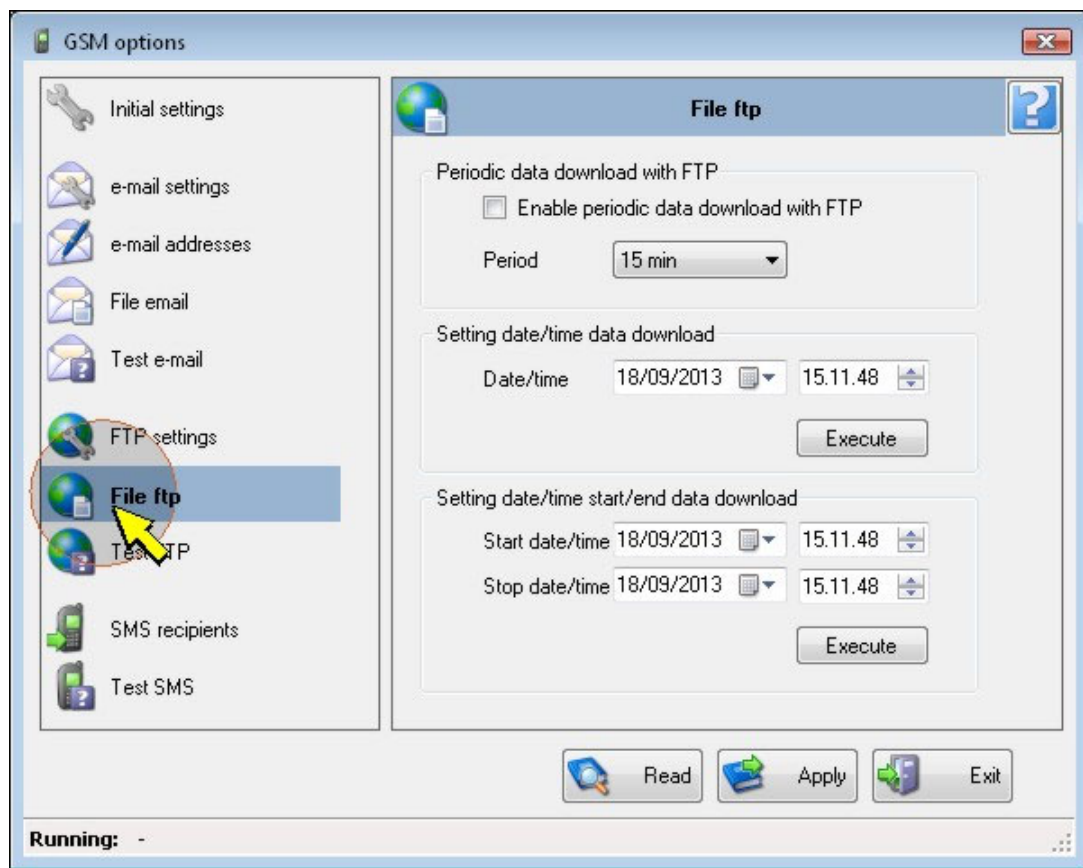 GSM options
Initial settings
e-mail settings
e-mail addresses
File email
Test e-mail
FTP settings
File ftp
Test FTP
SMS recipients
Test SMS
File ftp
Periodic data download with FTP
Enable periodic data download with FTP
Period 15 min
Setting date/time data download
Date/time 18/09/2013 15.11.48
Execute
Setting date/time start/end data download
Start date/time 18/09/2013 15.11.48
Stop date/time 18/09/2013 15.11.48
Execute
Read Apply Exit
Running: -